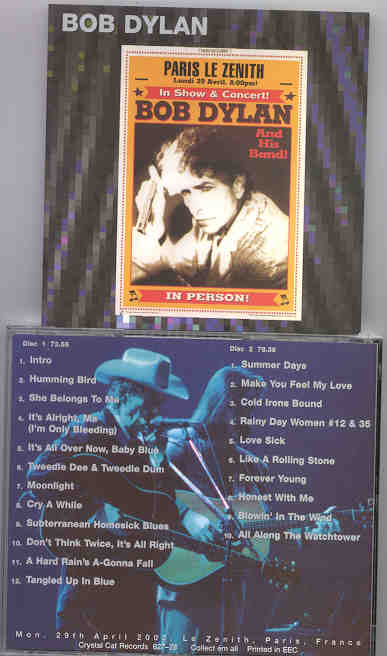 BOB DYLAN
PARIS LE ZENITH
Lundi 29 Avril, 8:00pm!
In Show & Concert!
BOB DYLAN
And
His
Band!
IN PERSON!
Disc 1 73.55
1. Intro
2. Humming Bird
3. She Belongs To Me
4. It's Alright, Ma
(I'm Only Bleeding)
5. It's All Over Now, Baby Blue
6. Tweedle Dee & Tweedle Dum
7. Moonlight
8. Cry A While
9. Subterranean Homesick Blues
10. Don't Think Twice, It's All Right
11. A Hard Rain's A-Gonna Fall
12. Tangled Up In Blue
Disc 2 78.38
1. Summer Days
2. Make You Feel My Love
3. Cold Irons Bound
4. Rainy Day Women #12 & 35
5. Love Sick
6. Like A Rolling Stone
7. Forever Young
8. Honest With Me
9. Blowin' In The Wind
10. All Along The Watchtower
Mon. 29th April 2002, Le Zenith, Paris, France
Crystal Cat Records 627-28 Collect em all Printed in EEC